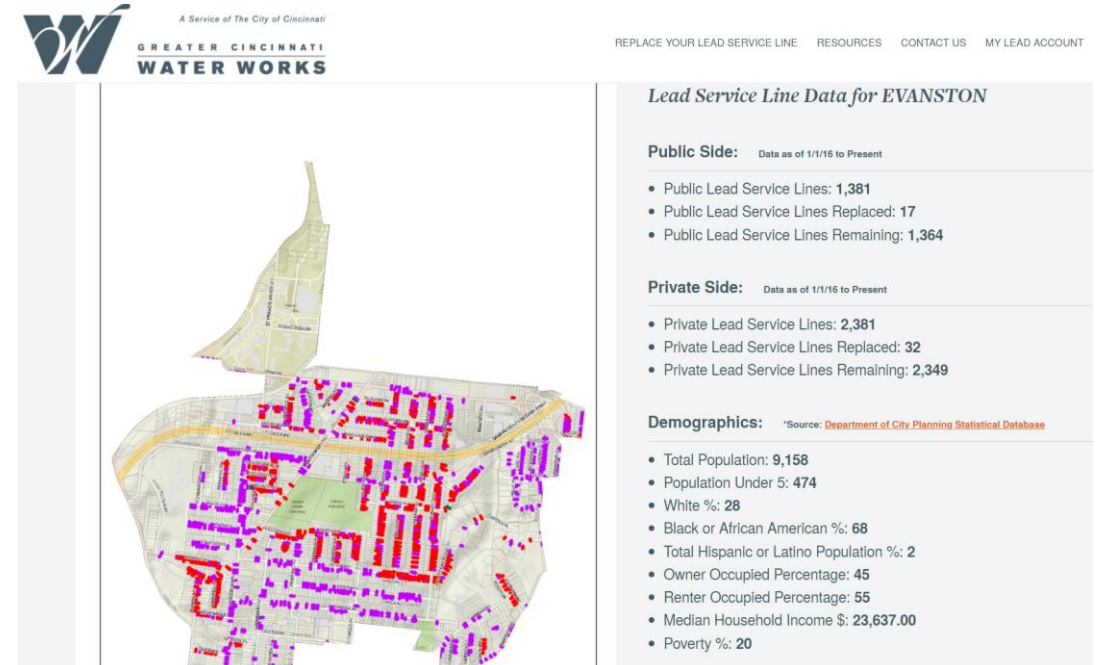 A Service of The City of Cincinnati
GREATER CINCINNATI
WATER WORKS
REPLACE YOUR LEAD SERVICE LINE RESOURCES CONTACT US MY LEAD ACCOUNT
Lead Service Line Data for EVANSTON
Public Side: Data as of 1/1/16 to Present
• Public Lead Service Lines: 1,381
• Public Lead Service Lines Replaced: 17
• Public Lead Service Lines Remaining: 1,364
Private Side: Data as of 1/1/16 to Present
• Private Lead Service Lines: 2,381
• Private Lead Service Lines Replaced: 32
• Private Lead Service Lines Remaining: 2,349
Demographics: *Source: Department of City Planning Statistical Database
• Total Population: 9,158
• Population Under 5: 474
• White %: 28
• Black or African American %: 68
• Total Hispanic or Latino Population %: 2
• Owner Occupied Percentage: 45
• Renter Occupied Percentage: 55
• Median Household Income $: 23,637.00
• Poverty %: 20